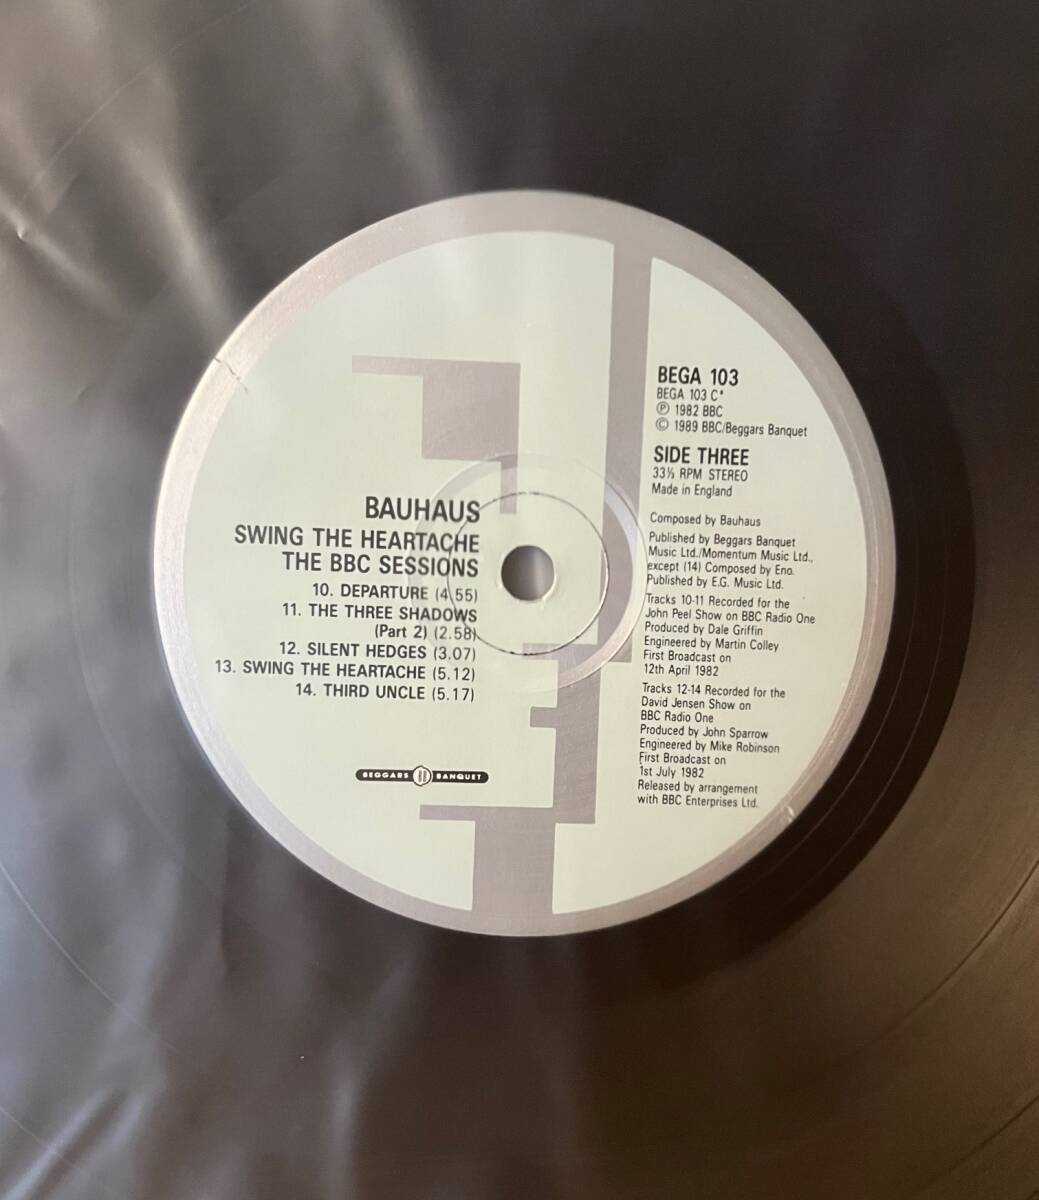 BAUHAUS
SWING THE HEARTACHE
THE BBC SESSIONS
10. DEPARTURE (4.55)
11. THE THREE SHADOWS
(Part 2) (2.58)
12. SILENT HEDGES (3.07)
13. SWING THE HEARTACHE (5.12)
14. THIRD UNCLE (5.17)
BEGGARS BANQUET
BEGA 103
BEGA 103 C*
Ⓟ 1982 BBC
© 1989 BBC/Beggars Banquet
SIDE THREE
33⅓ RPM STEREO
Made in England
Composed by Bauhaus
Published by Beggars Banquet
Music Ltd./Momentum Music Ltd.,
except (14) Composed by Eno.
Published by E.G. Music Ltd.
Tracks 10-11 Recorded for the
John Peel Show on BBC Radio One
Produced by Dale Griffin
Engineered by Martin Colley
First Broadcast on
12th April 1982
Tracks 12-14 Recorded for the
David Jensen Show on
BBC Radio One
Produced by John Sparrow
Engineered by Mike Robinson
First Broadcast on
1st July 1982
Released by arrangement
with BBC Enterprises Ltd.